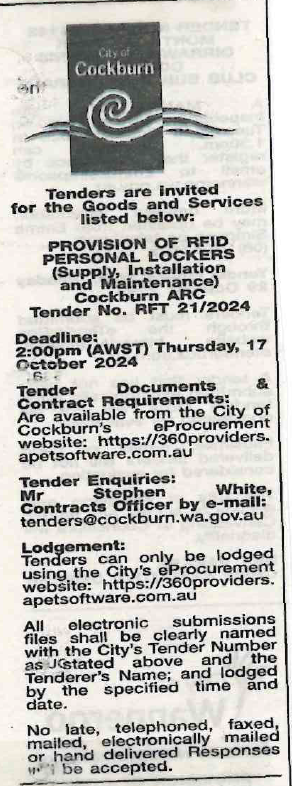 City of
Cockburn
Tenders are invited
for the Goods and Services
listed below:
PROVISION OF RFID
PERSONAL LOCKERS
(Supply, Installation
and Maintenance)
Cockburn ARC
Tender No. RFT 21/2024
Deadline:
2:00pm (AWST) Thursday, 17
October 2024
Tender Documents &
Contract Requirements:
Are available from the City of
Cockburn's eProcurement
website: https://360providers.
apetsoftware.com.au
Tender Enquiries:
Mr Stephen White,
Contracts Officer by e-mail:
tenders@cockburn.wa.gov.au
Lodgement:
Tenders can only be lodged
using the City's eProcurement
website: https://360providers.
apetsoftware.com.au
All electronic submissions
files shall be clearly named
with the City's Tender Number
as stated above and the
Tenderer's Name; and lodged
by the specified time and
date.
No late, telephoned, faxed,
mailed, electronically mailed
or hand delivered Responses
will be accepted.